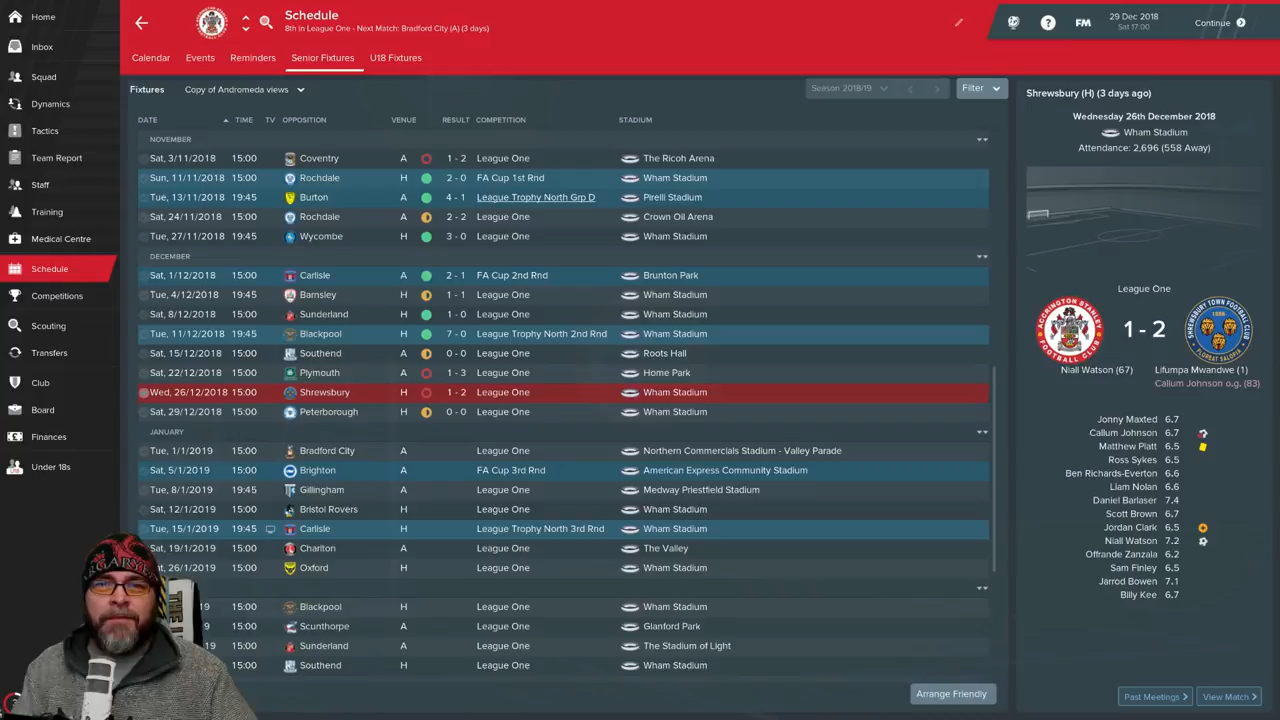 Home
Inbox
Squad
Dynamics
Tactics
Team Report
Staff
Training
Medical Centre
Schedule
Competitions
Scouting
Transfers
Club
Board
Finances
Under 18s
Schedule
8th in League One - Next Match: Bradford City (A) (3 days)
FM
29 Dec 2018
Sat 17:00
Continue
Calendar Events Reminders Senior Fixtures U18 Fixtures
Fixtures Copy of Andromeda views Season 2018/19 Filter
DATE TIME TV OPPOSITION VENUE RESULT COMPETITION STADIUM
NOVEMBER
Sat, 3/11/2018 15:00 Coventry A 1 - 2 League One The Ricoh Arena
Sun, 11/11/2018 15:00 Rochdale H 2 - 0 FA Cup 1st Rnd Wham Stadium
Tue, 13/11/2018 19:45 Burton A 4 - 1 League Trophy North Grp D Pirelli Stadium
Sat, 24/11/2018 15:00 Rochdale A 2 - 2 League One Crown Oil Arena
Tue, 27/11/2018 19:45 Wycombe H 3 - 0 League One Wham Stadium
DECEMBER
Sat, 1/12/2018 15:00 Carlisle A 2 - 1 FA Cup 2nd Rnd Brunton Park
Tue, 4/12/2018 19:45 Barnsley H 1 - 1 League One Wham Stadium
Sat, 8/12/2018 15:00 Sunderland H 1 - 0 League One Wham Stadium
Tue, 11/12/2018 19:45 Blackpool H 7 - 0 League Trophy North 2nd Rnd Wham Stadium
Sat, 15/12/2018 15:00 Southend A 0 - 0 League One Roots Hall
Sat, 22/12/2018 15:00 Plymouth A 1 - 3 League One Home Park
Wed, 26/12/2018 15:00 Shrewsbury H 1 - 2 League One Wham Stadium
Sat, 29/12/2018 15:00 Peterborough H 0 - 0 League One Wham Stadium
JANUARY
Tue, 1/1/2019 15:00 Bradford City A League One Northern Commercials Stadium - Valley Parade
Sat, 5/1/2019 15:00 Brighton A FA Cup 3rd Rnd American Express Community Stadium
Tue, 8/1/2019 19:45 Gillingham A League One Medway Priestfield Stadium
Sat, 12/1/2019 15:00 Bristol Rovers H League One Wham Stadium
Tue, 15/1/2019 19:45 Carlisle H League Trophy North 3rd Rnd Wham Stadium
Sat, 19/1/2019 15:00 Charlton A League One The Valley
Sat, 26/1/2019 15:00 Oxford H League One Wham Stadium
19 15:00 Blackpool H League One Wham Stadium
9 15:00 Scunthorpe A League One Glanford Park
9 15:00 Sunderland A League One The Stadium of Light
15:00 Southend H League One Wham Stadium
Arrange Friendly
Shrewsbury (H) (3 days ago)
Wednesday 26th December 2018
Wham Stadium
Attendance: 2,696 (558 Away)
League One
ACCRINGTON STANLEY
FOOTBALL CLUB
1 - 2
SHREWSBURY TOWN FOOTBALL CLUB
1886
FLOREAT SALOPIA
Niall Watson (67) Lifumpa Mwandwe (1)
Callum Johnson o.g. (83)
Jonny Maxted 6.7
Callum Johnson 6.7
Matthew Platt 6.5
Ross Sykes 6.5
Ben Richards-Everton 6.6
Liam Nolan 6.6
Daniel Barlaser 7.4
Scott Brown 6.7
Jordan Clark 6.5
Niall Watson 7.2
Offrande Zanzala 6.2
Sam Finley 6.5
Jarrod Bowen 7.1
Billy Kee 6.7
Past Meetings View Match